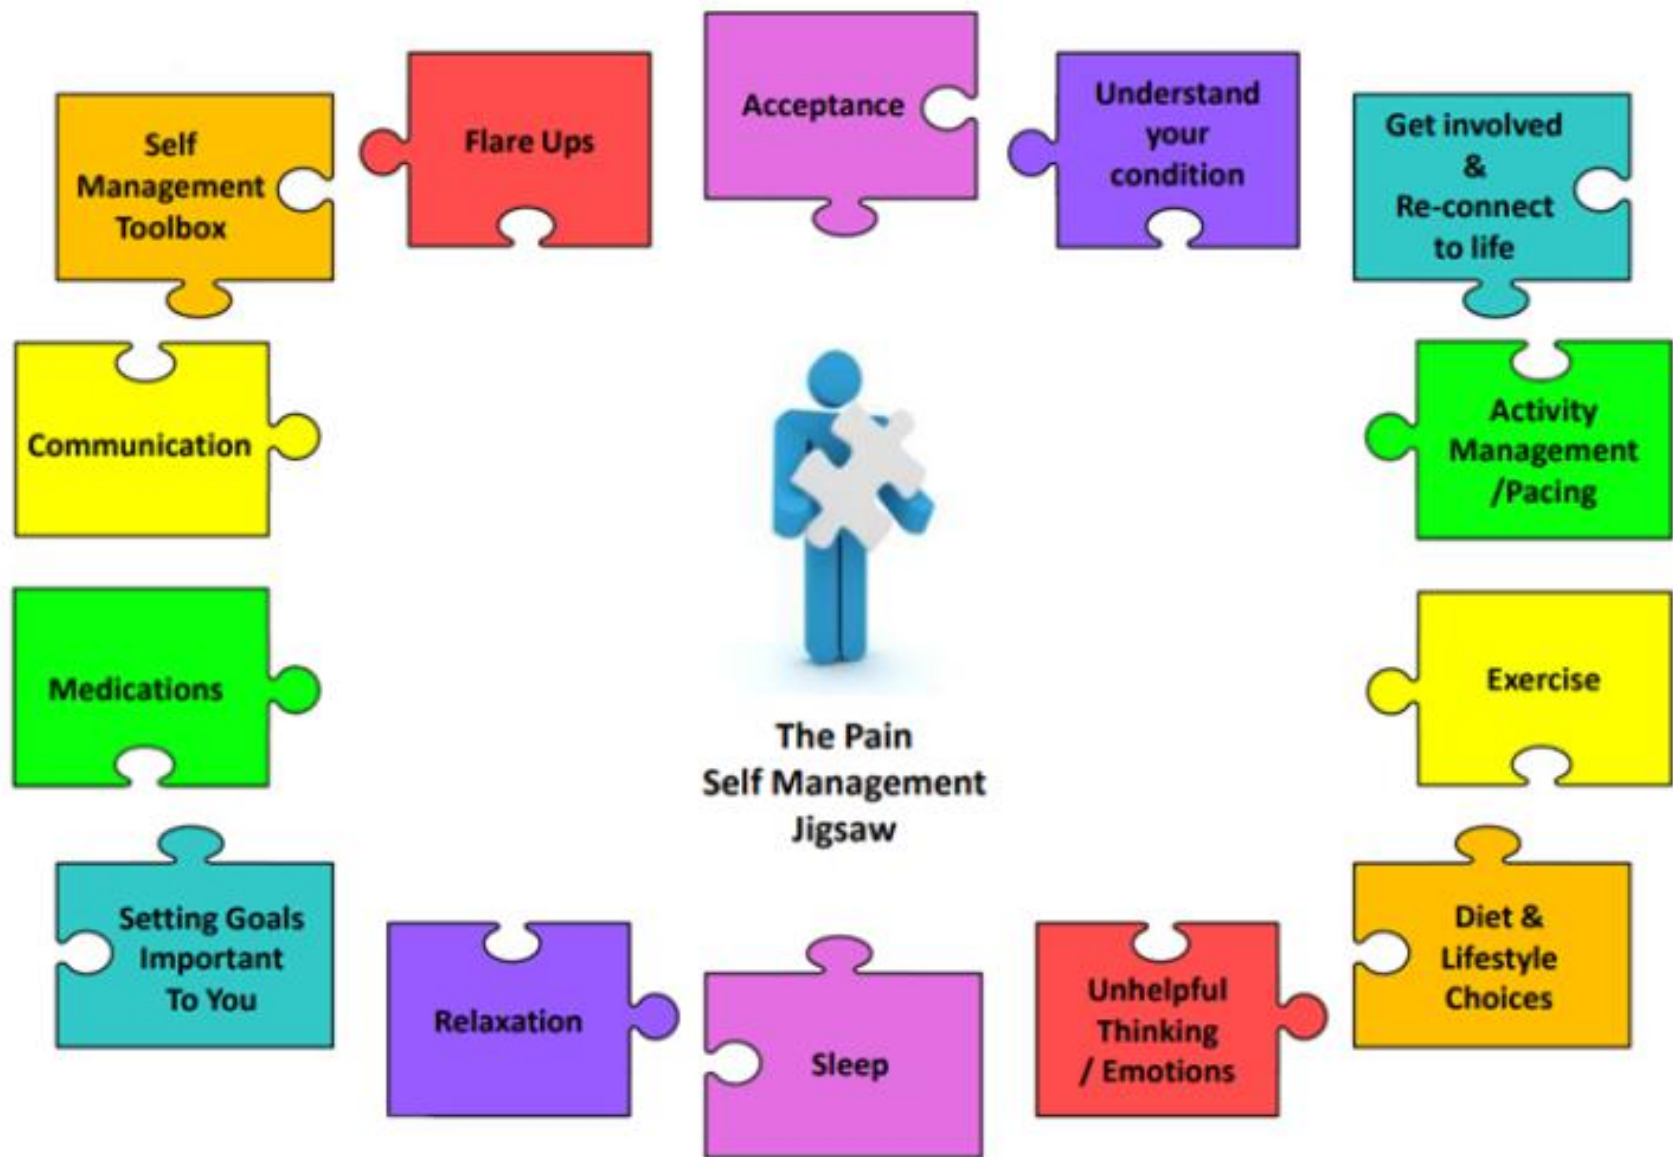 Acceptance
Understand
your
condition
Get involved
&
Re-connect
to life
Activity
Management
/Pacing
Exercise
Diet &
Lifestyle
Choices
Unhelpful
Thinking
/ Emotions
Sleep
Relaxation
Setting Goals
Important
To You
Medications
Communication
Self
Management
Toolbox
Flare Ups
The Pain
Self Management
Jigsaw